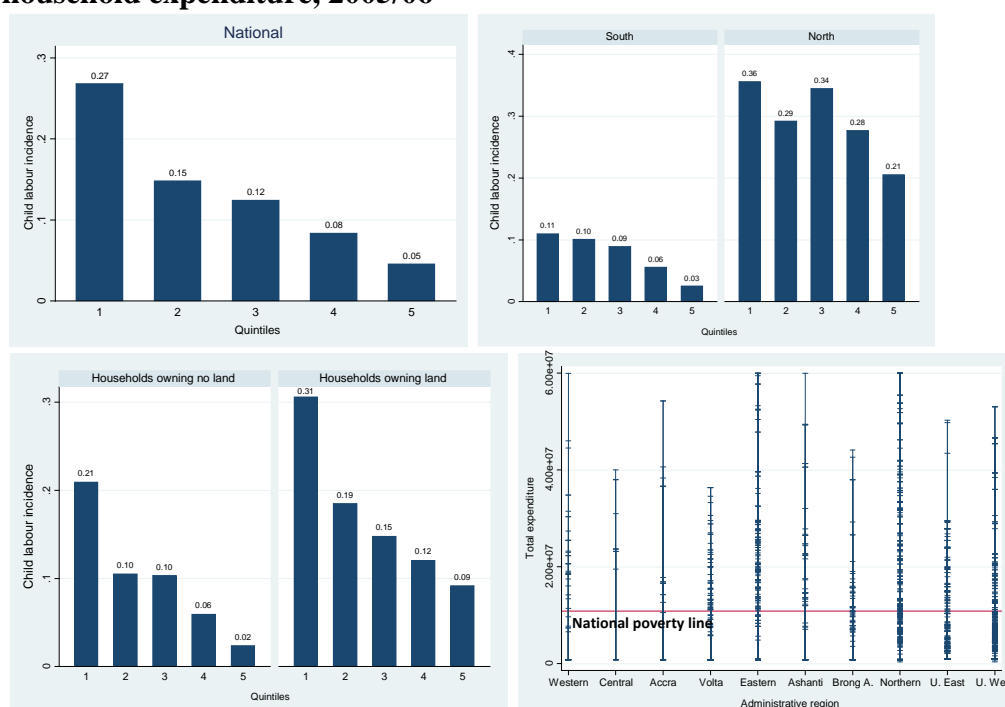 household expenditure, 2005/06
National
Child labour incidence
.3
.2
.1
0
0.27
0.15
0.12
0.08
0.05
1 2 3 4 5
Quintiles
South North
Child labour incidence
.4
.3
.2
.1
0
0.11
0.10
0.09
0.06
0.03
0.36
0.29
0.34
0.28
0.21
1 2 3 4 5 1 2 3 4 5
Quintiles
Households owning no land Households owning land
Child labour incidence
.3
.2
.1
0
0.21
0.10
0.10
0.06
0.02
0.31
0.19
0.15
0.12
0.09
1 2 3 4 5 1 2 3 4 5
Quintiles
Total expenditure
6.00e+07
4.00e+07
2.00e+07
0
National poverty line
Western Central Accra Volta Eastern Ashanti Brong A. Northern U. East U. We
Administrative region